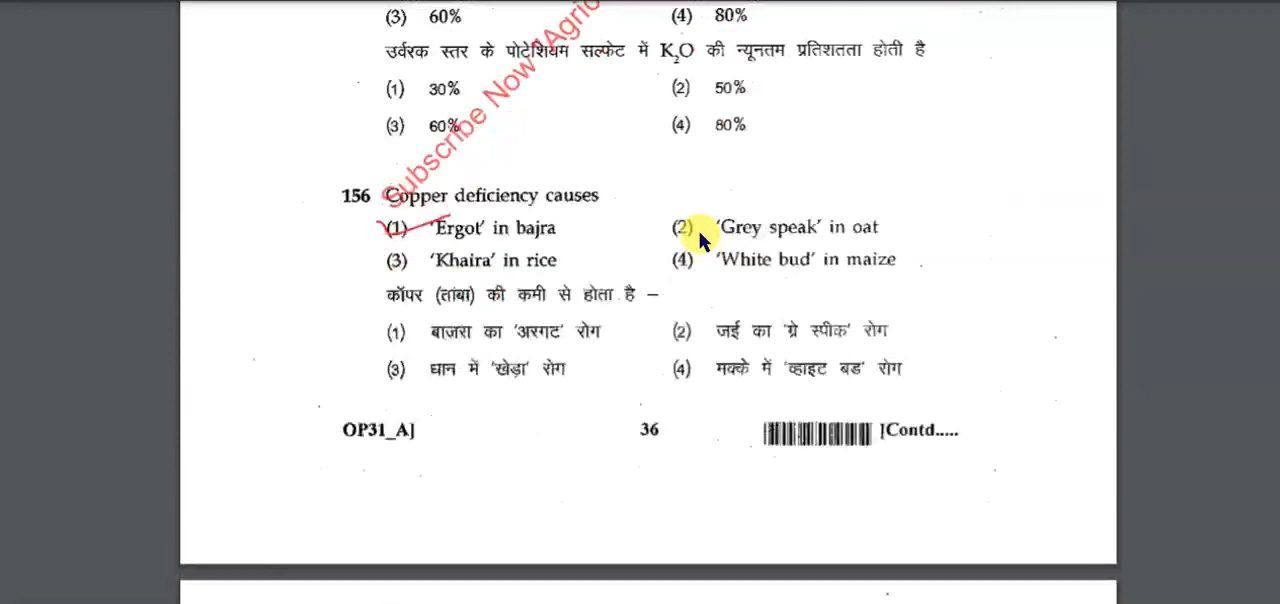 (3) 60% (4) 80%
उर्वरक स्तर के पोटेशियम सल्फेट में K₂O की न्यूनतम प्रतिशतता होती है
(1) 30% (2) 50%
(3) 60% (4) 80%
Subscribe Now "Agric
156 Copper deficiency causes
(1) 'Ergot' in bajra (2) 'Grey speak' in oat
(3) 'Khaira' in rice (4) 'White bud' in maize
कॉपर (तांबा) की कमी से होता है –
(1) बाजरा का 'अरगट' रोग (2) जई का 'ग्रे स्पीक' रोग
(3) धान में 'खेड़ा' रोग (4) मक्के में 'व्हाइट बड' रोग
OP31_A] 36 [Contd.....